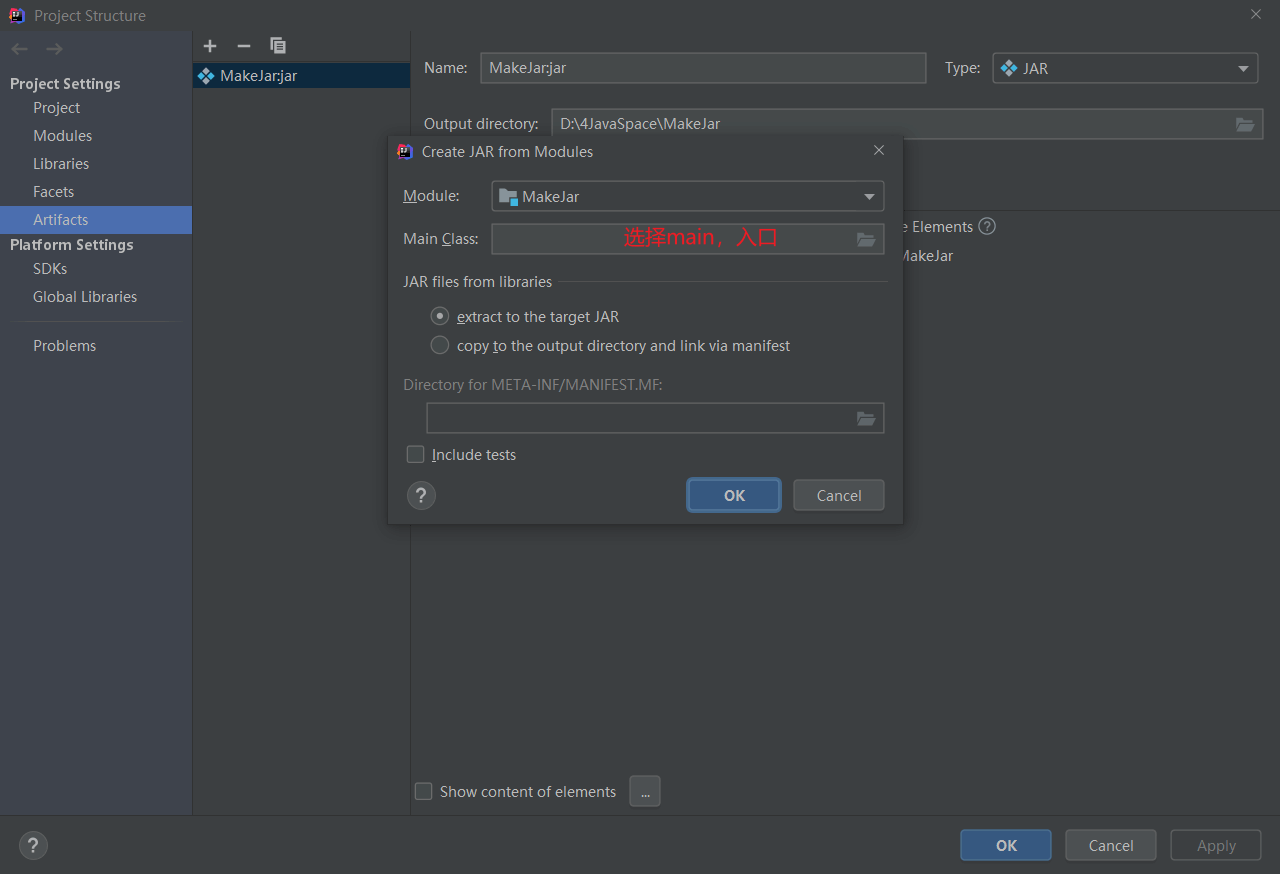 Project Structure
Project Settings
Project
Modules
Libraries
Facets
Artifacts
Platform Settings
SDKs
Global Libraries
Problems
MakeJar:jar
Name: MakeJar:jar Type: JAR
Output directory: D:\4JavaSpace\MakeJar
Elements ?
MakeJar
Create JAR from Modules
Module: MakeJar
Main Class: 选择main，入口
JAR files from libraries
extract to the target JAR
copy to the output directory and link via manifest
Directory for META-INF/MANIFEST.MF:
Include tests
? OK Cancel
Show content of elements ...
? OK Cancel Apply